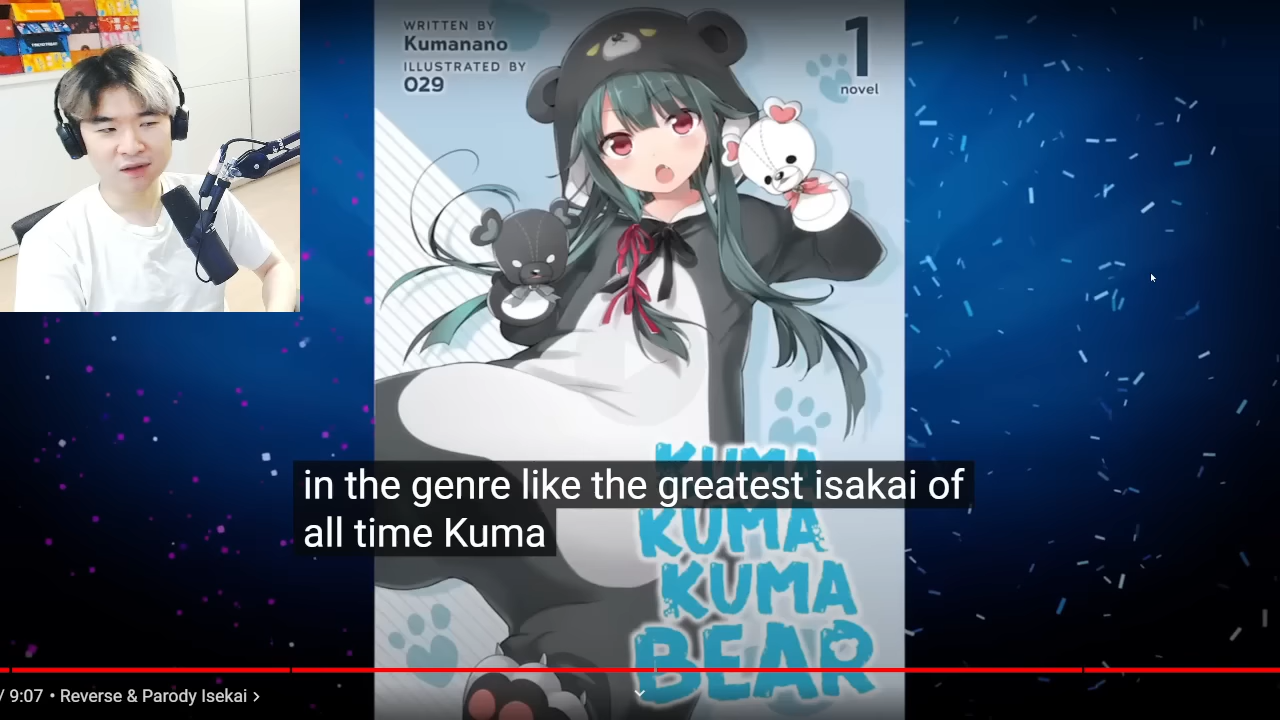 WRITTEN BY
Kumanano
ILLUSTRATED BY
029
1
novel
KUMA
KUMA
KUMA
BEAR
in the genre like the greatest isakai of
all time Kuma
/ 9:07 • Reverse & Parody Isekai >